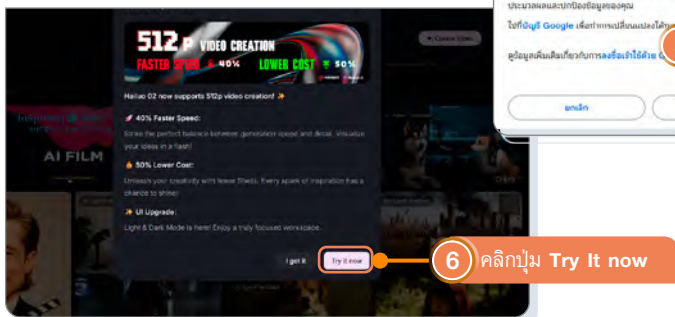 512 P VIDEO CREATION
FASTER SPEED 40% LOWER COST 50%
Create Video
Hailuo 02 now supports 512p video creation!
40% Faster Speed:
Strike the perfect balance between generation speed and detail. Visualize
your ideas in a flash!
50% Lower Cost:
Unleash your creativity with fewer Shells. Every spark of inspiration has a
chance to shine!
UI Upgrade:
Light & Dark Mode is here! Enjoy a truly focused workspace.
I get it
Try it now
AI FILM
ประมวลผลและปกป้องข้อมูลของคุณ
ไปที่บัญชี Google เพื่อทำการเปลี่ยนแปลงได้
ดูข้อมูลเพิ่มเติมเกี่ยวกับการลงชื่อเข้าใช้ด้วย G
ยกเลิก
6 คลิกปุ่ม Try It now